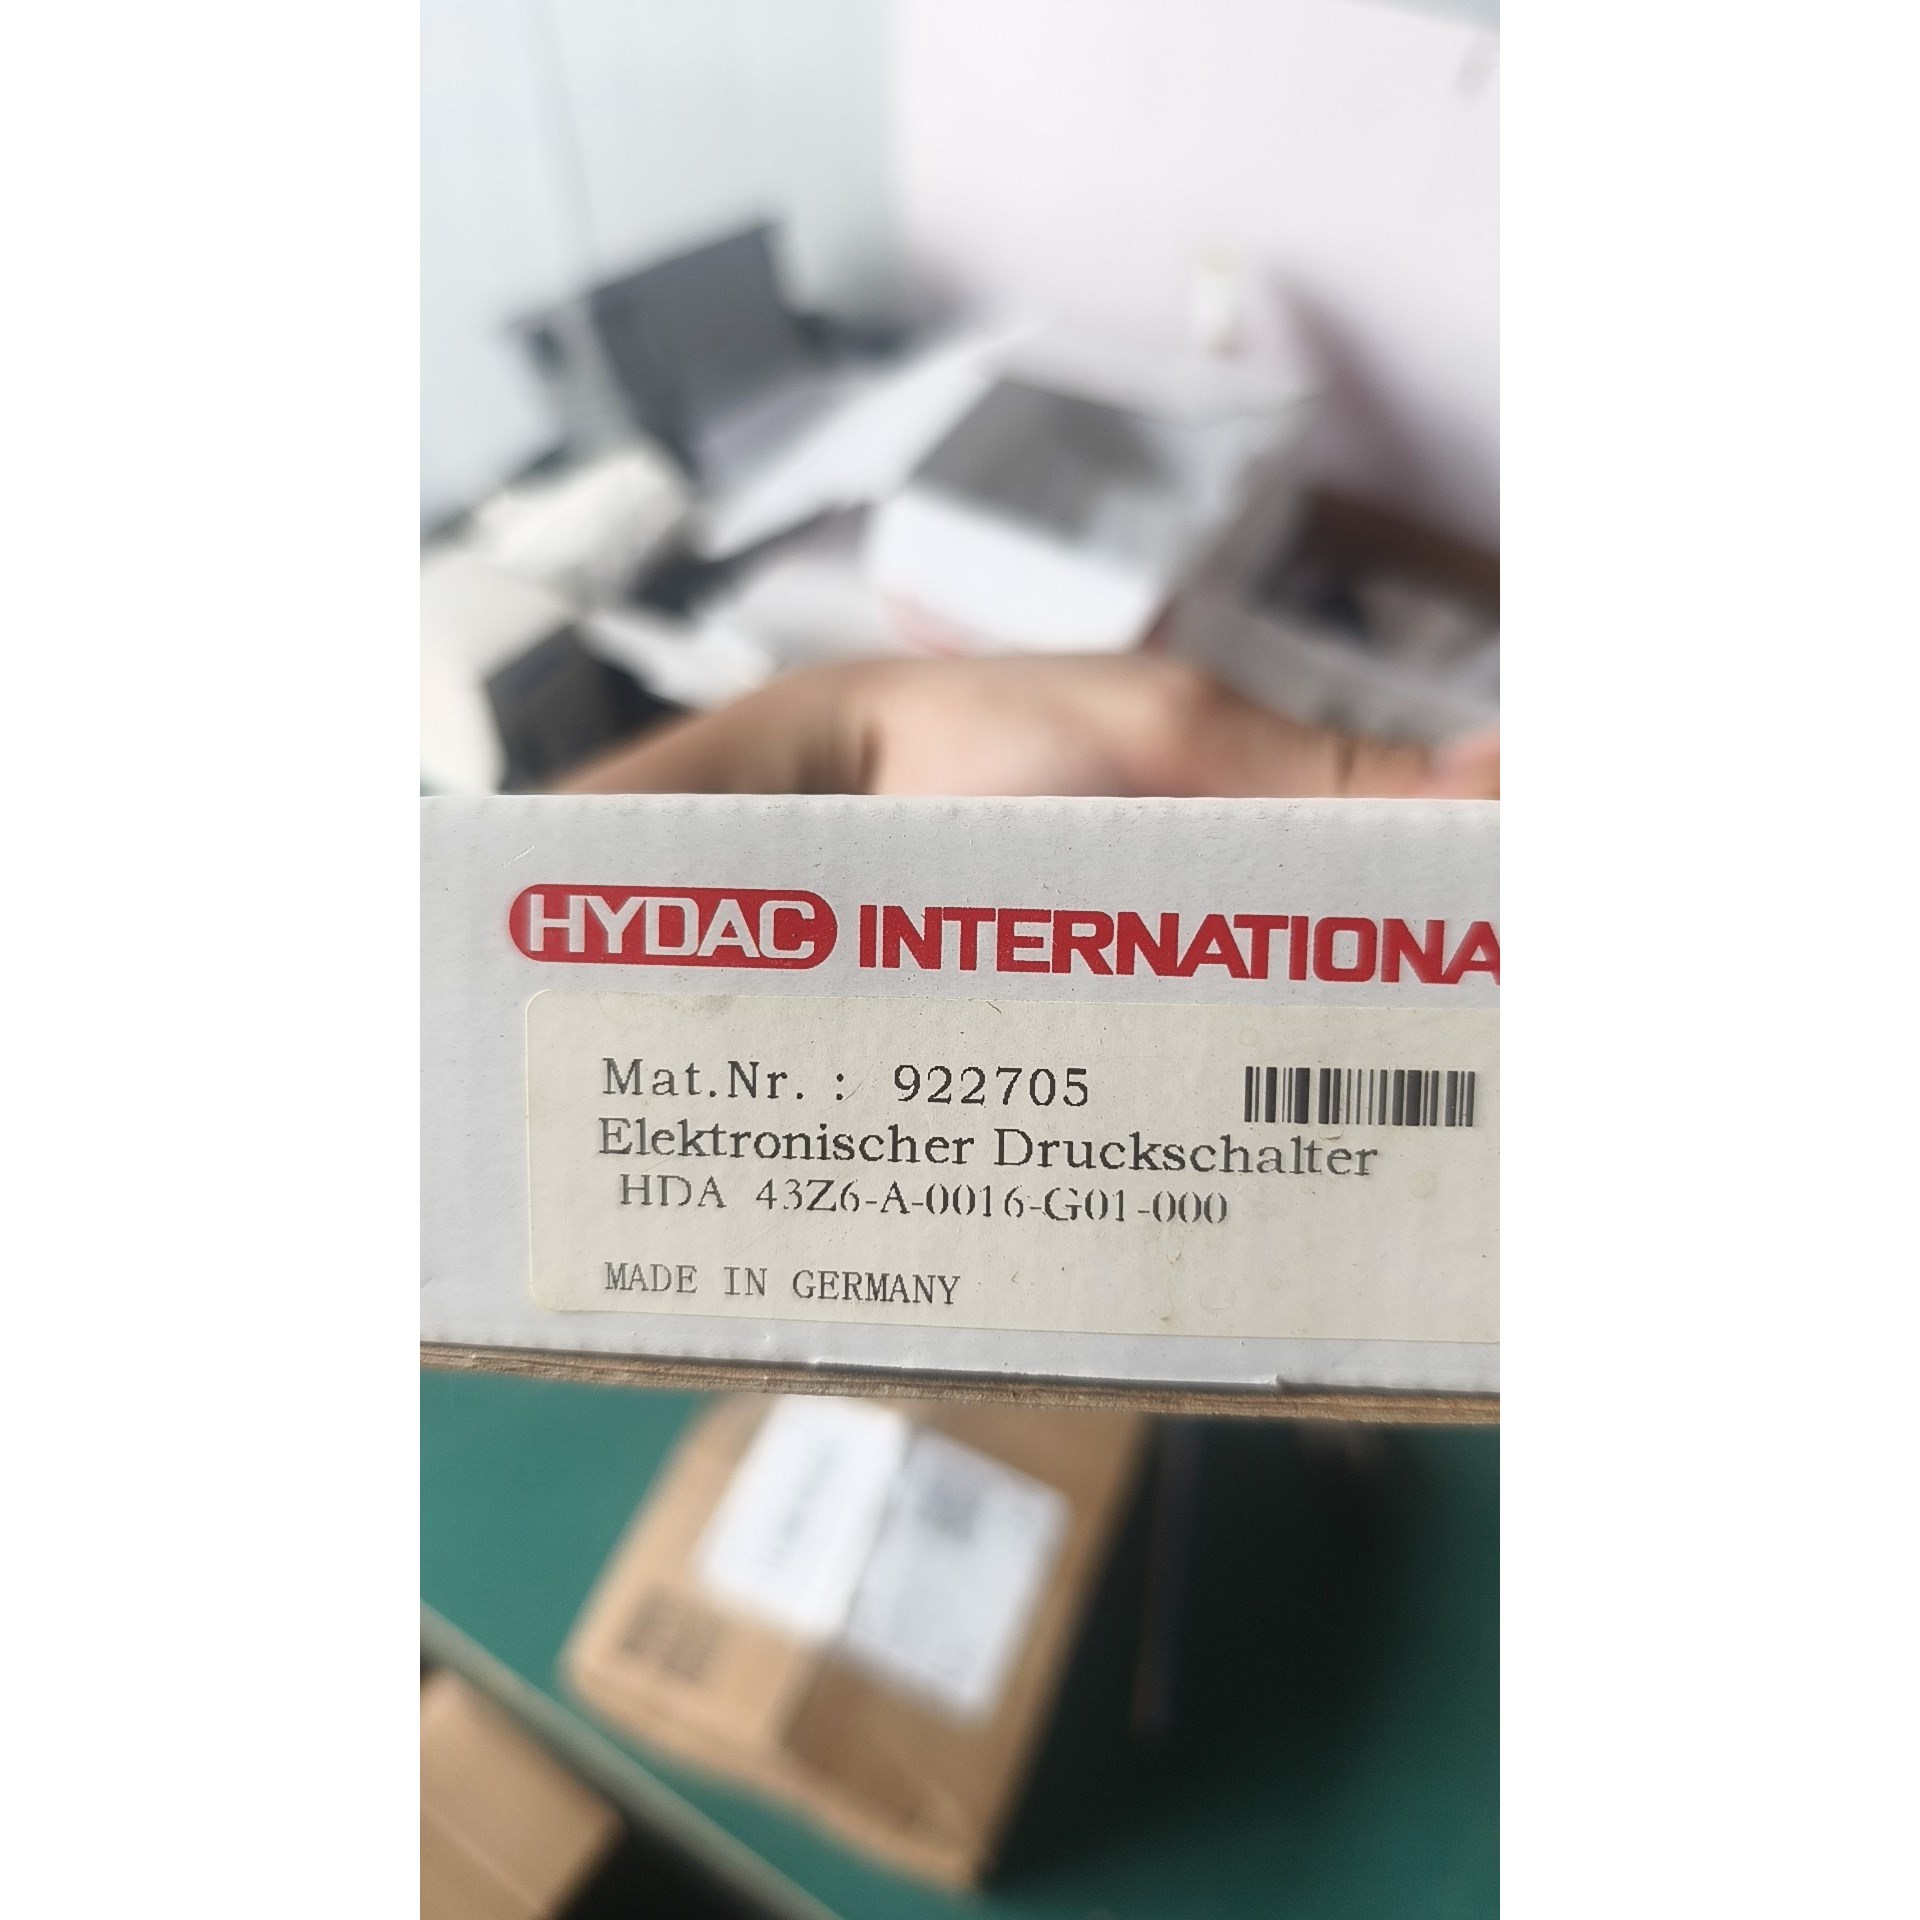 HYDAC INTERNATIONA
Mat.Nr. : 922705
Elektronischer Druckschalter
HDA 43Z6-A-0016-G01-000
MADE IN GERMANY